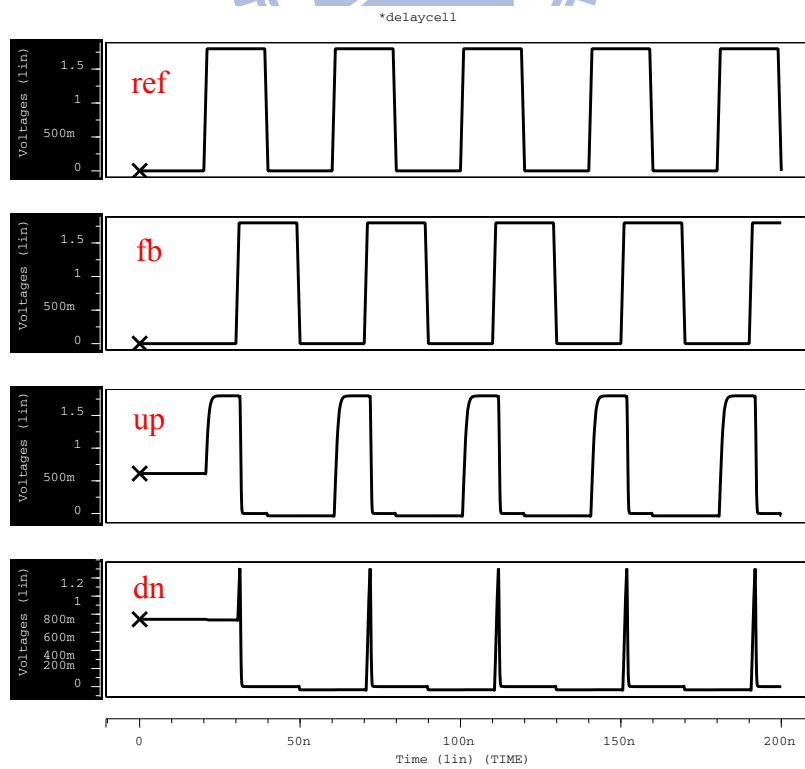 *delaycell
Voltages (lin)
1.5
1
500m
0
ref
Voltages (lin)
1.5
1
500m
0
fb
Voltages (lin)
1.5
1
500m
0
up
Voltages (lin)
1.2
1
800m
600m
400m
200m
0
dn
0 50n 100n 150n 200n
Time (lin) (TIME)